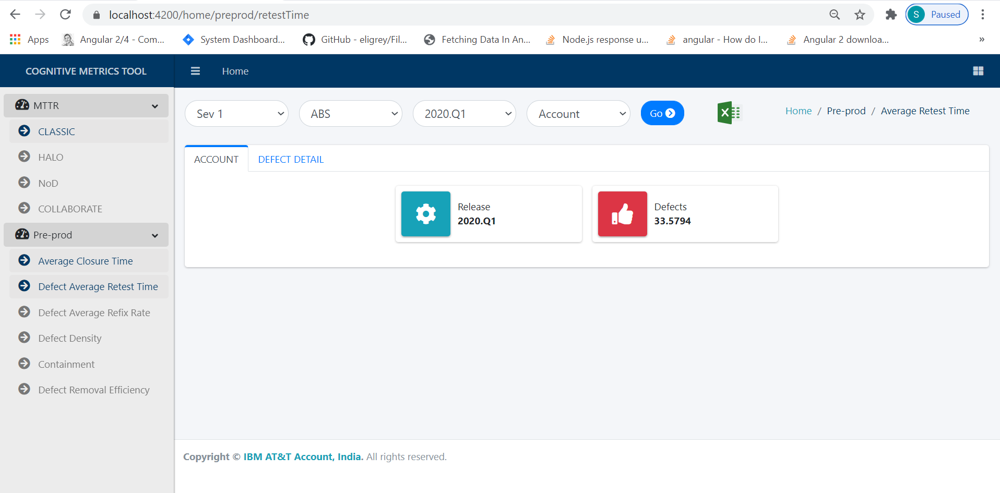 localhost:4200/home/preprod/retestTime
S Paused
Apps Angular 2/4 - Com... System Dashboard... GitHub - eligrey/Fil... Fetching Data In An... Node.js response u... angular - How do I... Angular 2 downloa... »
COGNITIVE METRICS TOOL
Home
MTTR
CLASSIC
HALO
NoD
COLLABORATE
Pre-prod
Average Closure Time
Defect Average Retest Time
Defect Average Refix Rate
Defect Density
Containment
Defect Removal Efficiency
Sev 1 ABS 2020.Q1 Account Go
Home / Pre-prod / Average Retest Time
ACCOUNT DEFECT DETAIL
Release
2020.Q1
Defects
33.5794
Copyright © IBM AT&T Account, India. All rights reserved.